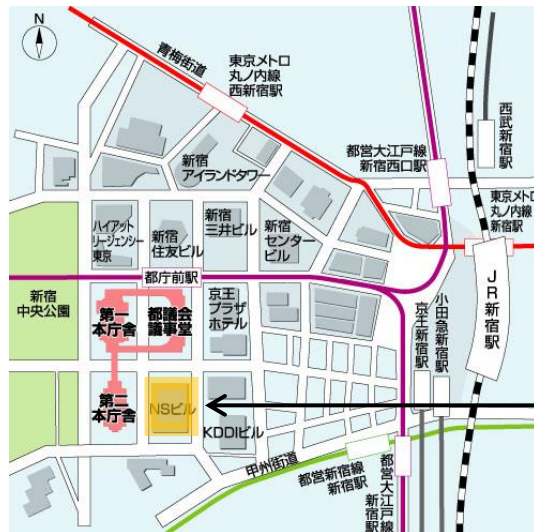 N
青梅街道
東京メトロ
丸ノ内線
西新宿駅
西武新宿駅
都営大江戸線
新宿西口駅
新宿
アイランドタワー
東京メトロ
丸ノ内線
新宿駅
ハイアット
リージェンシー
東京
新宿
住友ビル
新宿
三井ビル
新宿
センター
ビル
都庁前駅
JR新宿駅
新宿
中央公園
第一
本庁舎
都議会
議事堂
京王
プラザ
ホテル
小田急新宿駅
京王新宿駅
第二
本庁舎
NSビル
KDDIビル
甲州街道
都営新宿線
新宿駅
都営大江戸線
新宿駅